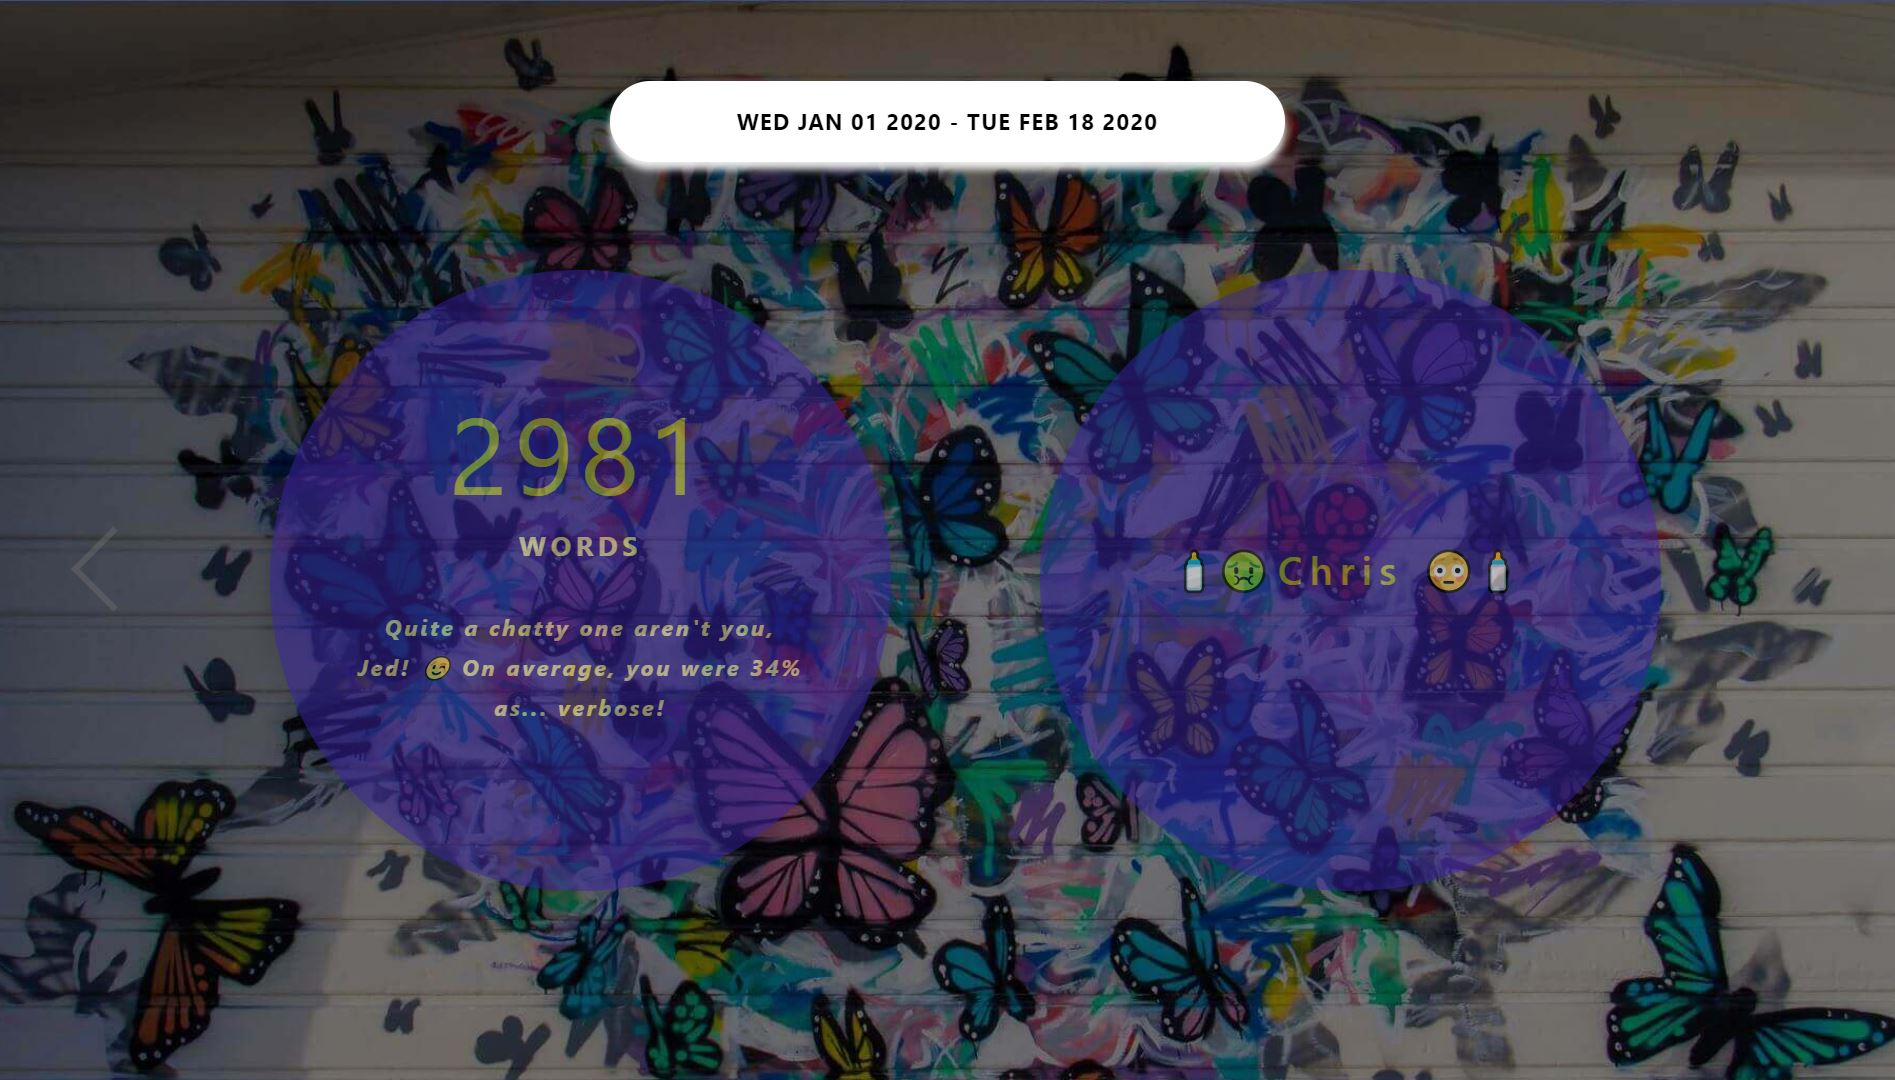 WED JAN 01 2020 - TUE FEB 18 2020
2981
WORDS
Quite a chatty one aren't you,
Jed! 😉 On average, you were 34%
as... verbose!
🍼🤢Chris 😳🍼